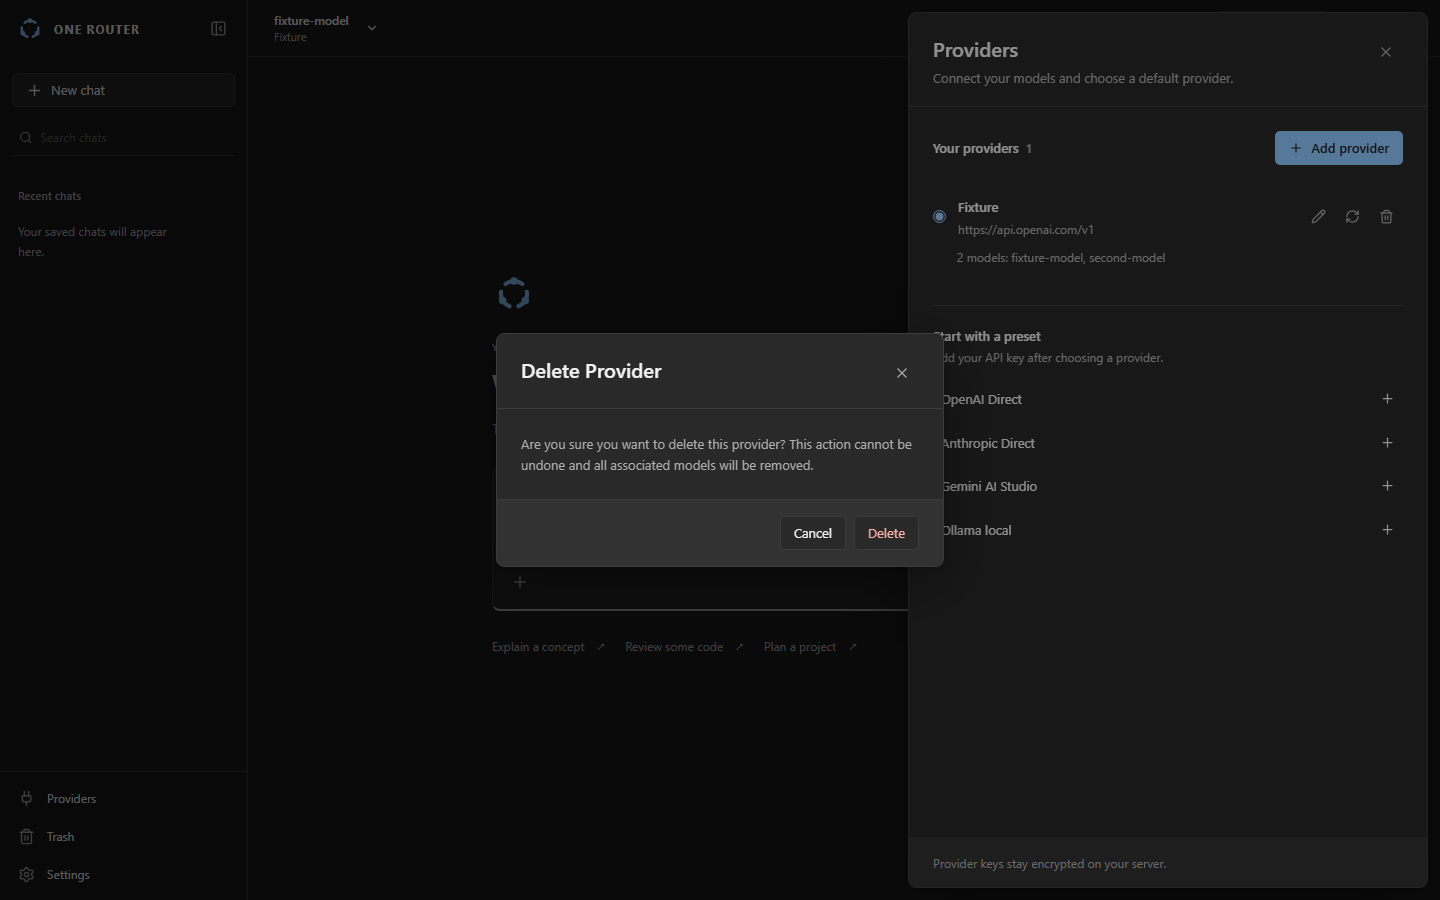 ONE ROUTER
New chat
Search chats
Recent chats
Your saved chats will appear
here.
Providers
Trash
Settings
fixture-model
Fixture
Delete Provider
Are you sure you want to delete this provider? This action cannot be
undone and all associated models will be removed.
Cancel
Delete
Explain a concept
Review some code
Plan a project
Providers
Connect your models and choose a default provider.
Your providers 1
Add provider
Fixture
https://api.openai.com/v1
2 models: fixture-model, second-model
Start with a preset
your API key after choosing a provider.
OpenAI Direct
Anthropic Direct
Gemini AI Studio
Ollama local
Provider keys stay encrypted on your server.